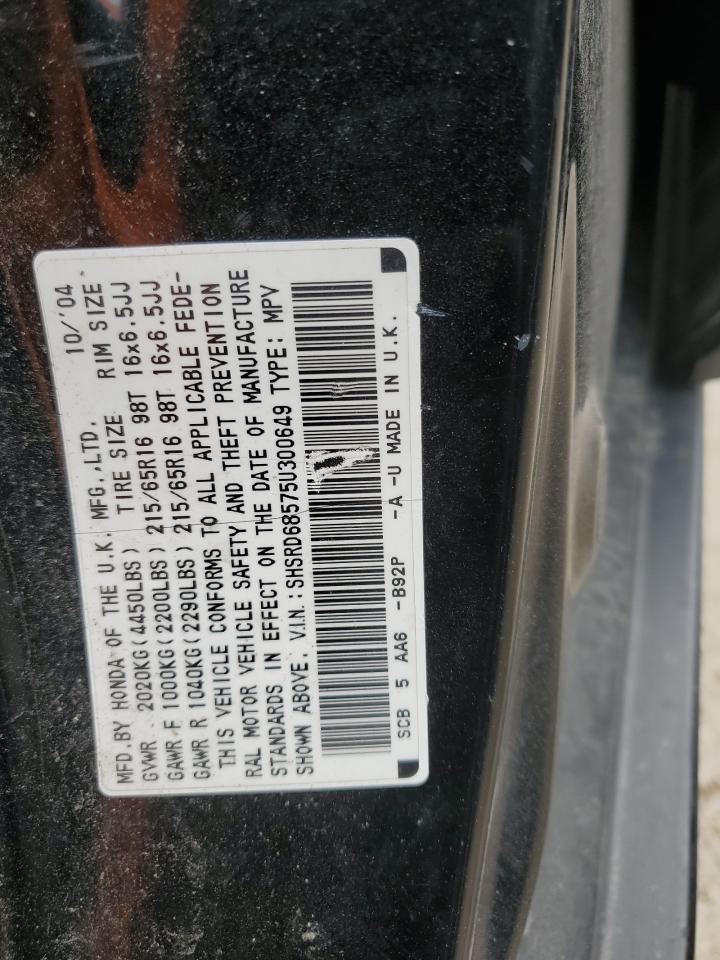 MFD.BY HONDA OF THE U.K. MFG.,LTD. 10/'04
GVWR 2020KG(4450LBS) TIRE SIZE RIM SIZE
GAWR F 1000KG(2200LBS) 215/65R16 98T 16x6.5JJ
GAWR R 1040KG(2290LBS) 215/65R16 98T 16x6.5JJ
THIS VEHICLE CONFORMS TO ALL APPLICABLE FEDE-
RAL MOTOR VEHICLE SAFETY AND THEFT PREVENTION
STANDARDS IN EFFECT ON THE DATE OF MANUFACTURE
SHOWN ABOVE. V.I.N.:SHSRD68575U300649 TYPE: MPV
SCB 5 AA6 -B92P -A -U MADE IN U.K.